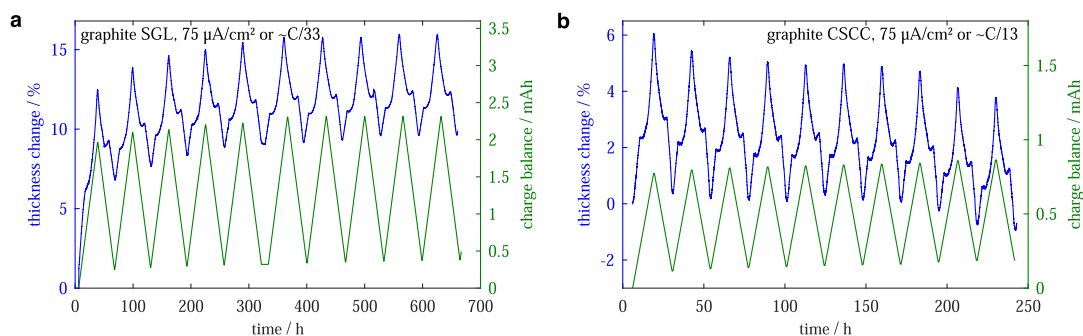 a
graphite SGL, 75 µA/cm² or ~C/33
thickness change / %
15
10
5
0
charge balance / mAh
3.5
3
2.5
2
1.5
1
0.5
0
0 100 200 300 400 500 600 700
time / h
b
graphite CSCC, 75 µA/cm² or ~C/13
thickness change / %
6
4
2
0
-2
charge balance / mAh
1.5
1
0.5
0
0 50 100 150 200 250
time / h